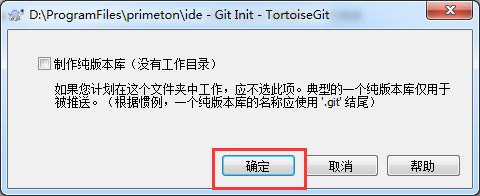 D:\ProgramFiles\primeton\ide - Git Init - TortoiseGit
制作纯版本库（没有工作目录）
如果您计划在这个文件夹中工作，应不选此项。典型的一个纯版本仅用于
被推送。（根据惯例，一个纯版本库的名称应使用 '.git' 结尾）
确定
取消
帮助